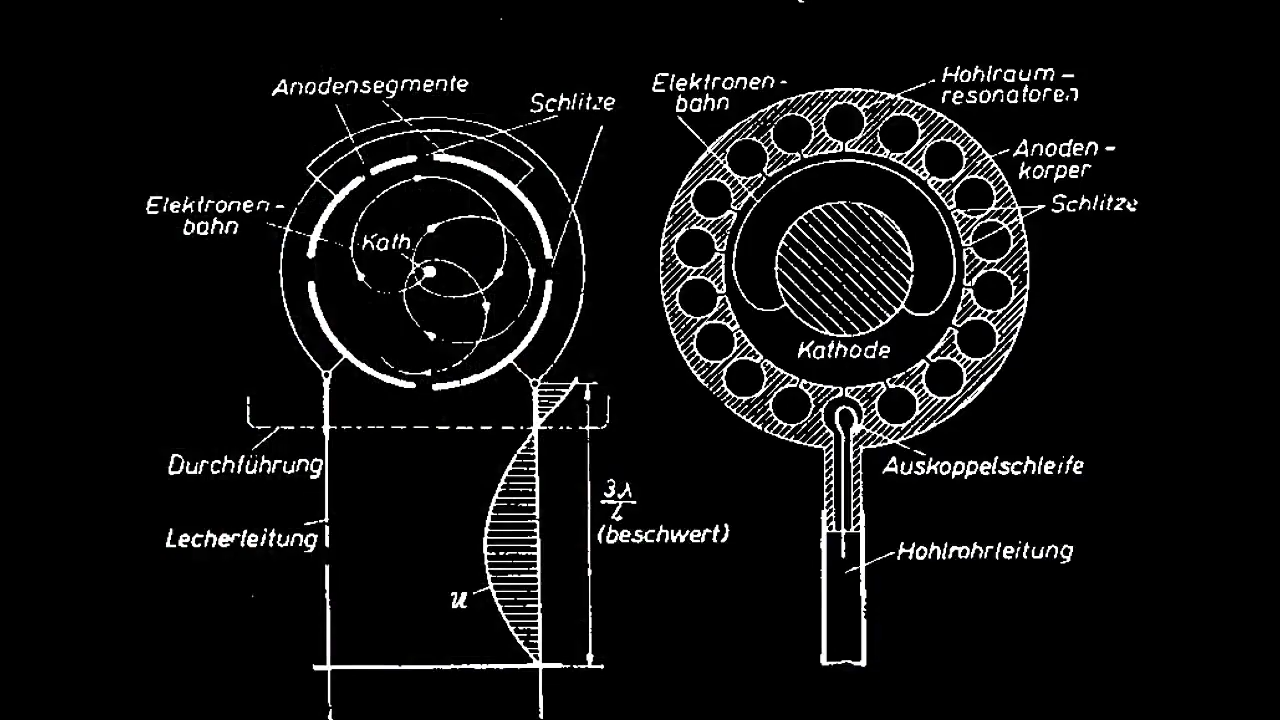 Anodensegmente
Schlitze
Elektronen-
bahn
Kath.
Durchführung
Lecherleitung
3λ
4
(beschwert)
u
Elektronen-
bahn
Hohlraum-
resonatoren
Anoden-
korper
Schlitze
Kathode
Auskoppelschleife
Hohlrohrleitung